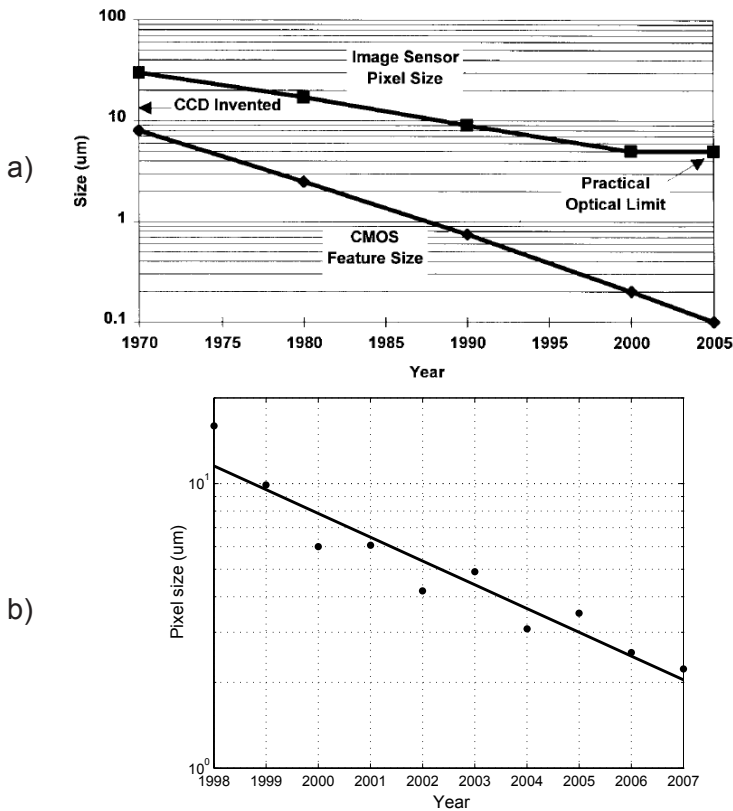 a)
100
10
1
0.1
Size (um)
Image Sensor
Pixel Size
CCD Invented
Practical
Optical Limit
CMOS
Feature Size
1970 1975 1980 1985 1990 1995 2000 2005
Year
b)
10^1
10^0
Pixel size (um)
1998 1999 2000 2001 2002 2003 2004 2005 2006 2007
Year